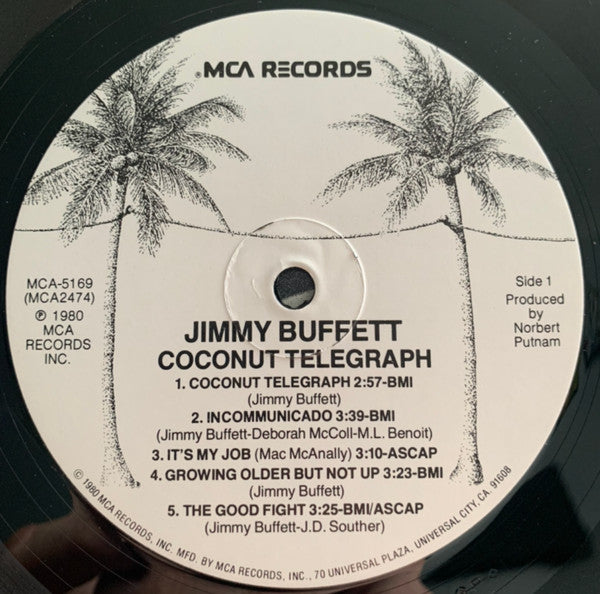 MCA RECORDS
MCA-5169
(MCA2474)
℗ 1980
MCA
RECORDS
INC.
Side 1
Produced
by
Norbert
Putnam
JIMMY BUFFETT
COCONUT TELEGRAPH
1. COCONUT TELEGRAPH 2:57-BMI
(Jimmy Buffett)
2. INCOMMUNICADO 3:39-BMI
(Jimmy Buffett-Deborah McColl-M.L. Benoit)
3. IT'S MY JOB (Mac McAnally) 3:10-ASCAP
4. GROWING OLDER BUT NOT UP 3:23-BMI
(Jimmy Buffett)
5. THE GOOD FIGHT 3:25-BMI/ASCAP
(Jimmy Buffett-J.D. Souther)
© 1980 MCA RECORDS, INC. MFD. BY MCA RECORDS, INC., 70 UNIVERSAL PLAZA, UNIVERSAL CITY, CA. 91608